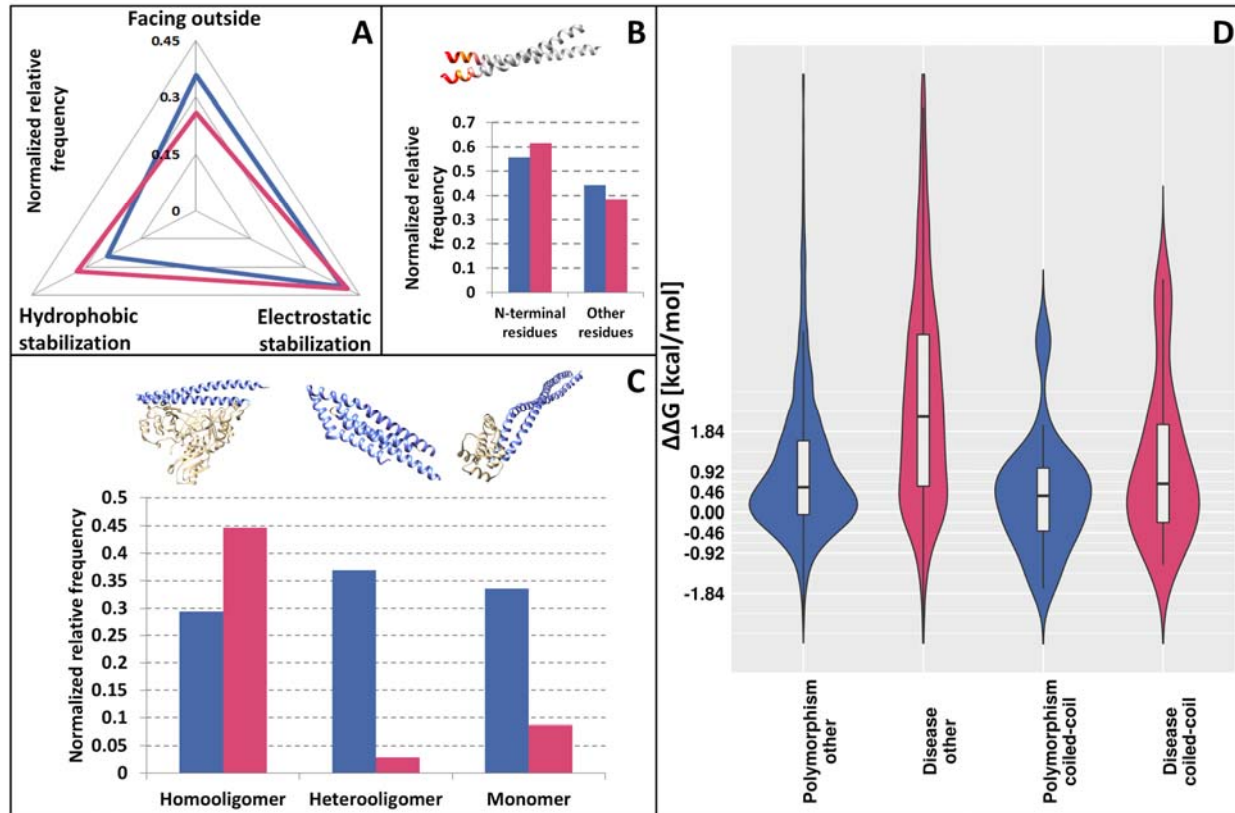 Facing outside
A
0.45
0.3
0.15
0
Normalized relative
frequency
Hydrophobic
stabilization
Electrostatic
stabilization
B
Normalized relative
frequency
0.7
0.6
0.5
0.4
0.3
0.2
0.1
0
N-terminal
residues
Other
residues
C
Normalized relative frequency
0.5
0.45
0.4
0.35
0.3
0.25
0.2
0.15
0.1
0.05
0
Homooligomer
Heterooligomer
Monomer
D
ΔΔG [kcal/mol]
1.84
0.92
0.46
0.00
-0.46
-0.92
-1.84
Polymorphism
other
Disease
other
Polymorphism
coiled-coil
Disease
coiled-coil